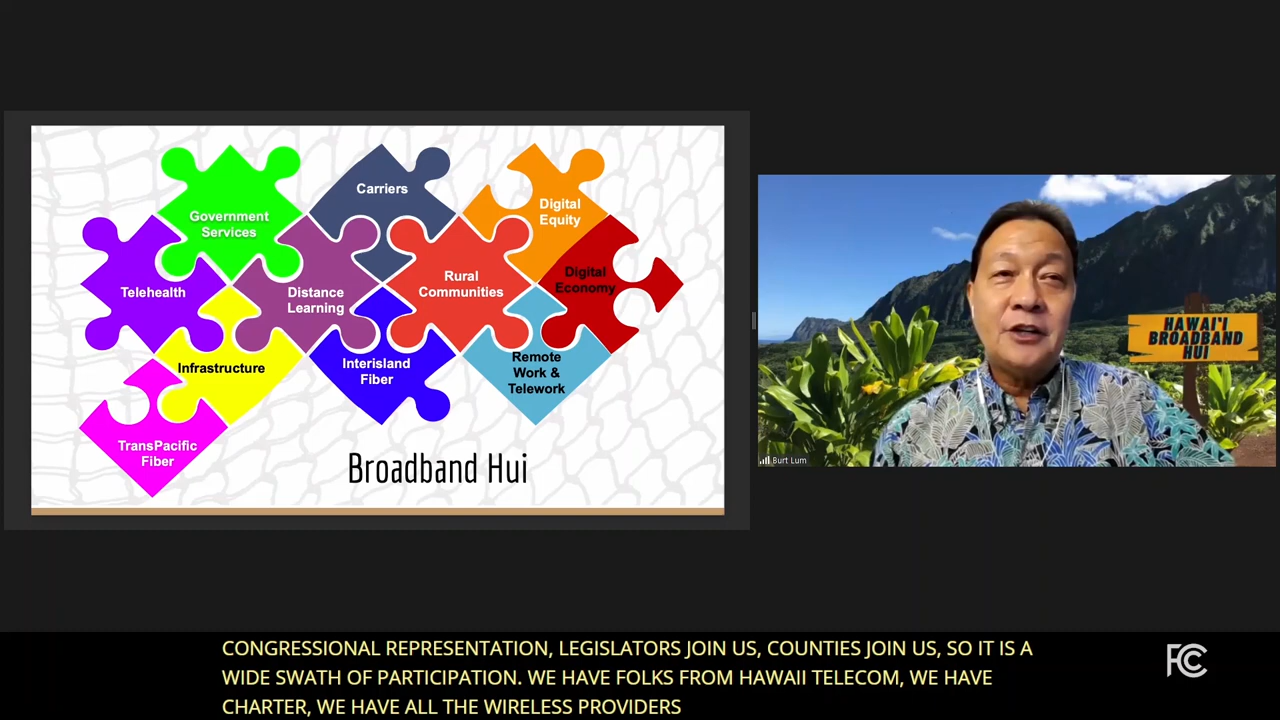 Government
Services
Carriers
Digital
Equity
Telehealth
Distance
Learning
Rural
Communities
Digital
Economy
Infrastructure
Interisland
Fiber
Remote
Work &
Telework
TransPacific
Fiber
Broadband Hui
HAWAI'I
BROADBAND
HUI
Burt Lum
CONGRESSIONAL REPRESENTATION, LEGISLATORS JOIN US, COUNTIES JOIN US, SO IT IS A
WIDE SWATH OF PARTICIPATION. WE HAVE FOLKS FROM HAWAII TELECOM, WE HAVE
CHARTER, WE HAVE ALL THE WIRELESS PROVIDERS
FCC